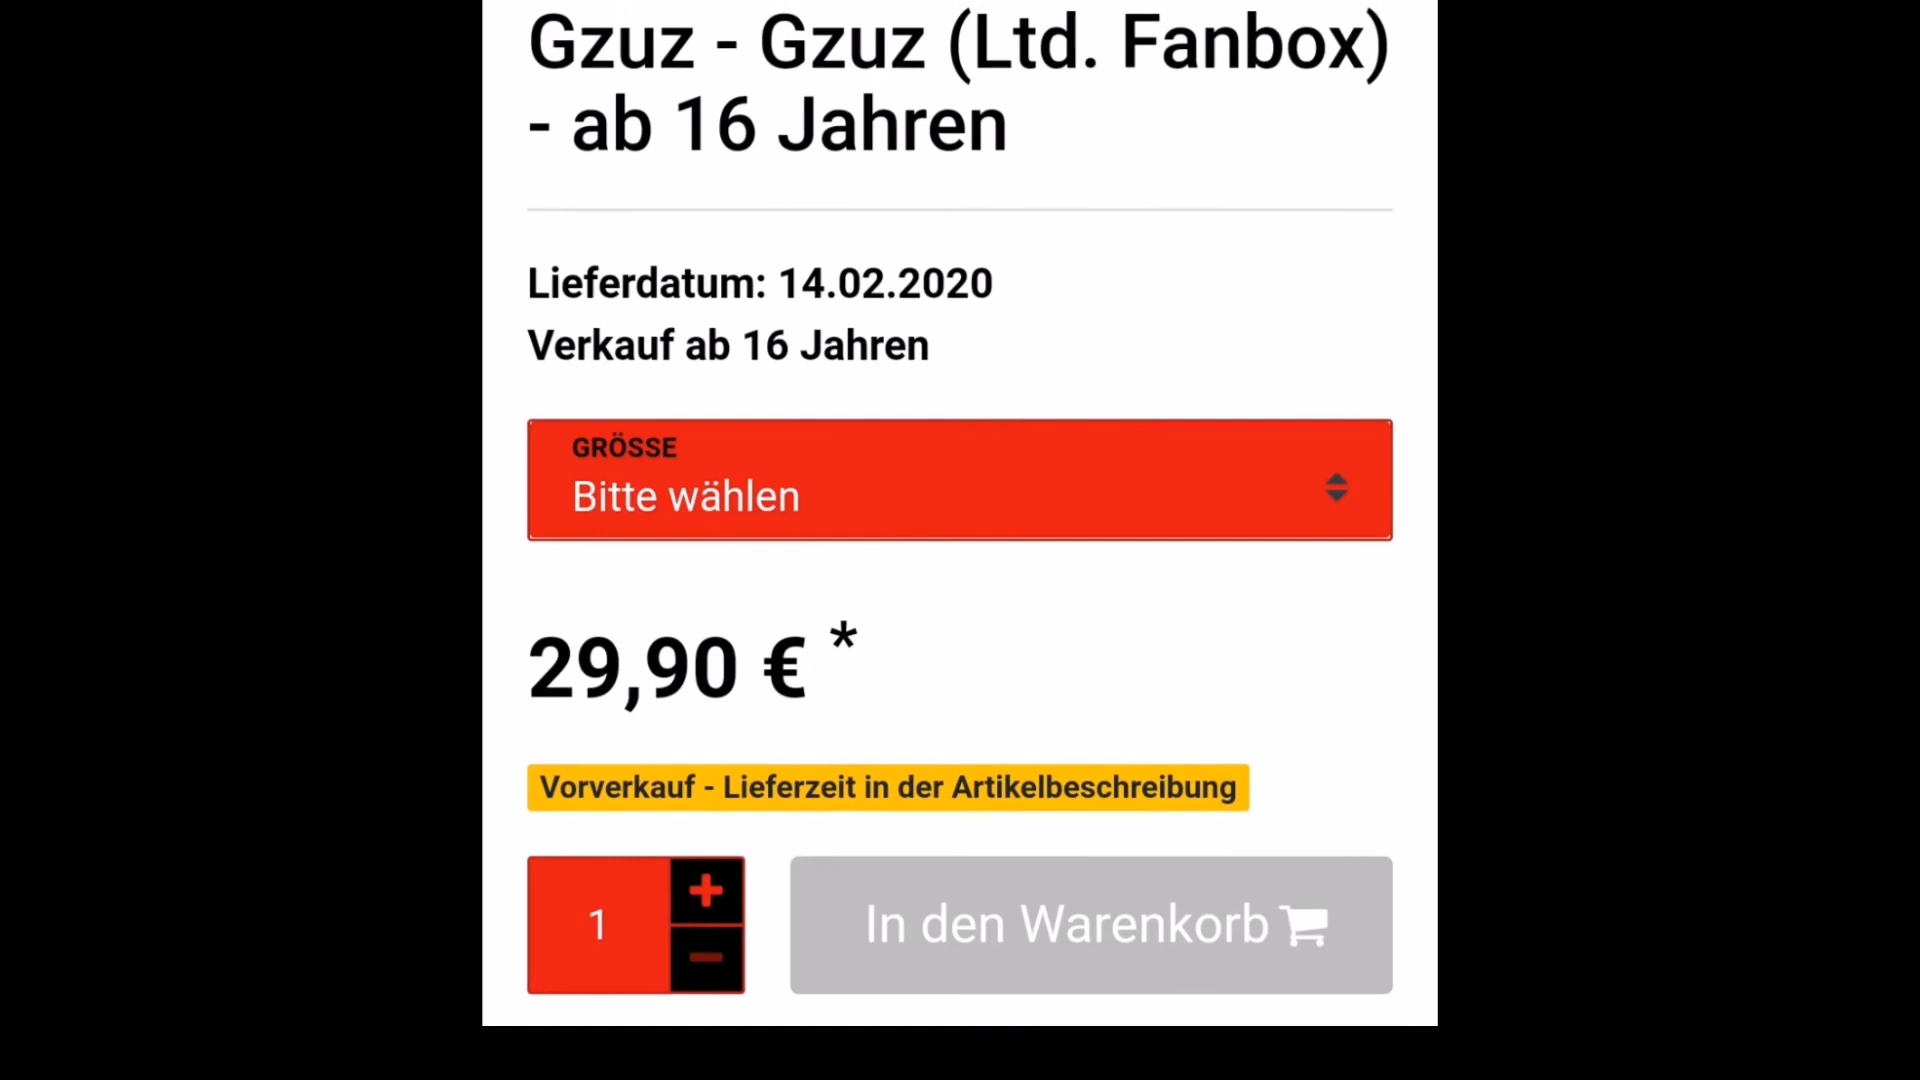 Gzuz - Gzuz (Ltd. Fanbox)
- ab 16 Jahren
Lieferdatum: 14.02.2020
Verkauf ab 16 Jahren
GRÖSSE
Bitte wählen
29,90 € *
Vorverkauf - Lieferzeit in der Artikelbeschreibung
1
In den Warenkorb